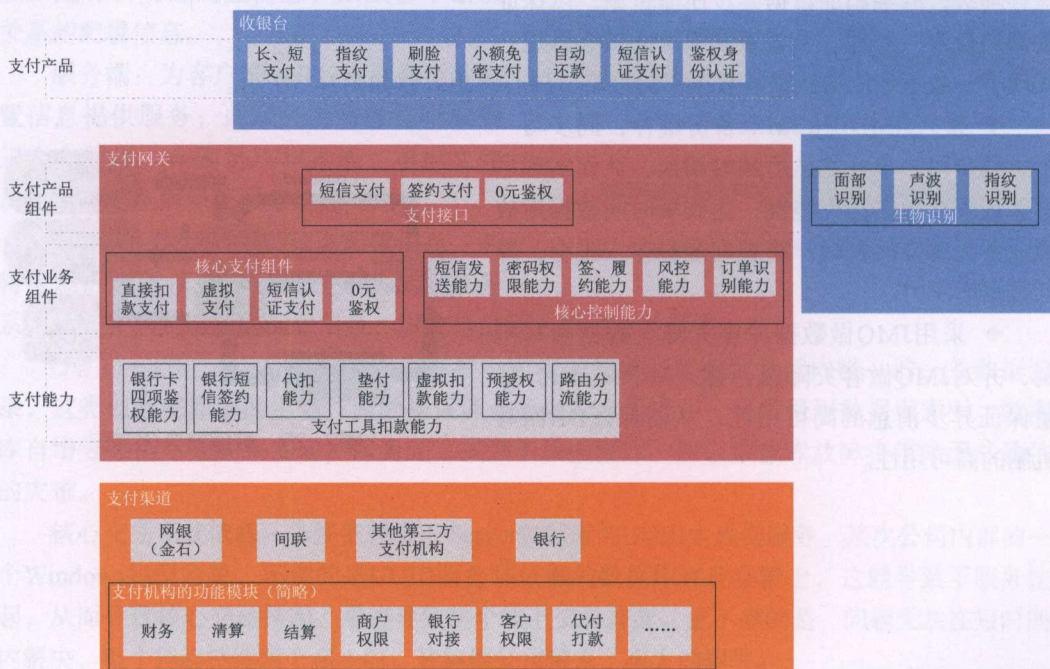 收银台
支付产品
长、短
支付
指纹
支付
刷脸
支付
小额免
密支付
自动
还款
短信认
证支付
鉴权身
份认证
支付网关
支付产品
组件
短信支付
签约支付
0元鉴权
支付接口
面部
识别
声波
识别
指纹
识别
生物识别
支付业务
组件
核心支付组件
直接扣
款支付
虚拟
支付
短信认
证支付
0元
鉴权
短信发
送能力
密码权
限能力
签、履
约能力
风控
能力
订单识
别能力
核心控制能力
支付能力
银行卡
四项鉴
权能力
银行短
信签约
能力
代扣
能力
垫付
能力
虚拟扣
款能力
预授权
能力
路由分
流能力
支付工具扣款能力
支付渠道
网银
（金石）
间联
其他第三方
支付机构
银行
支付机构的功能模块（简略）
财务
清算
结算
商户
权限
银行
对接
客户
权限
代付
打款
……